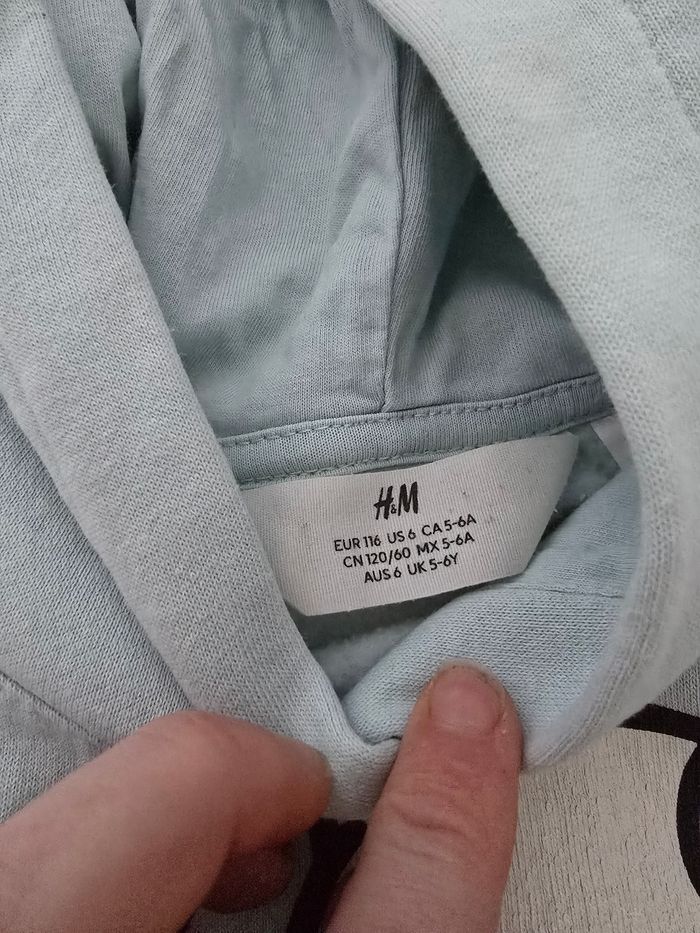 H&M
EUR 116 US 6 CA 5-6A
CN 120/60 MX 5-6A
AUS 6 UK 5-6Y